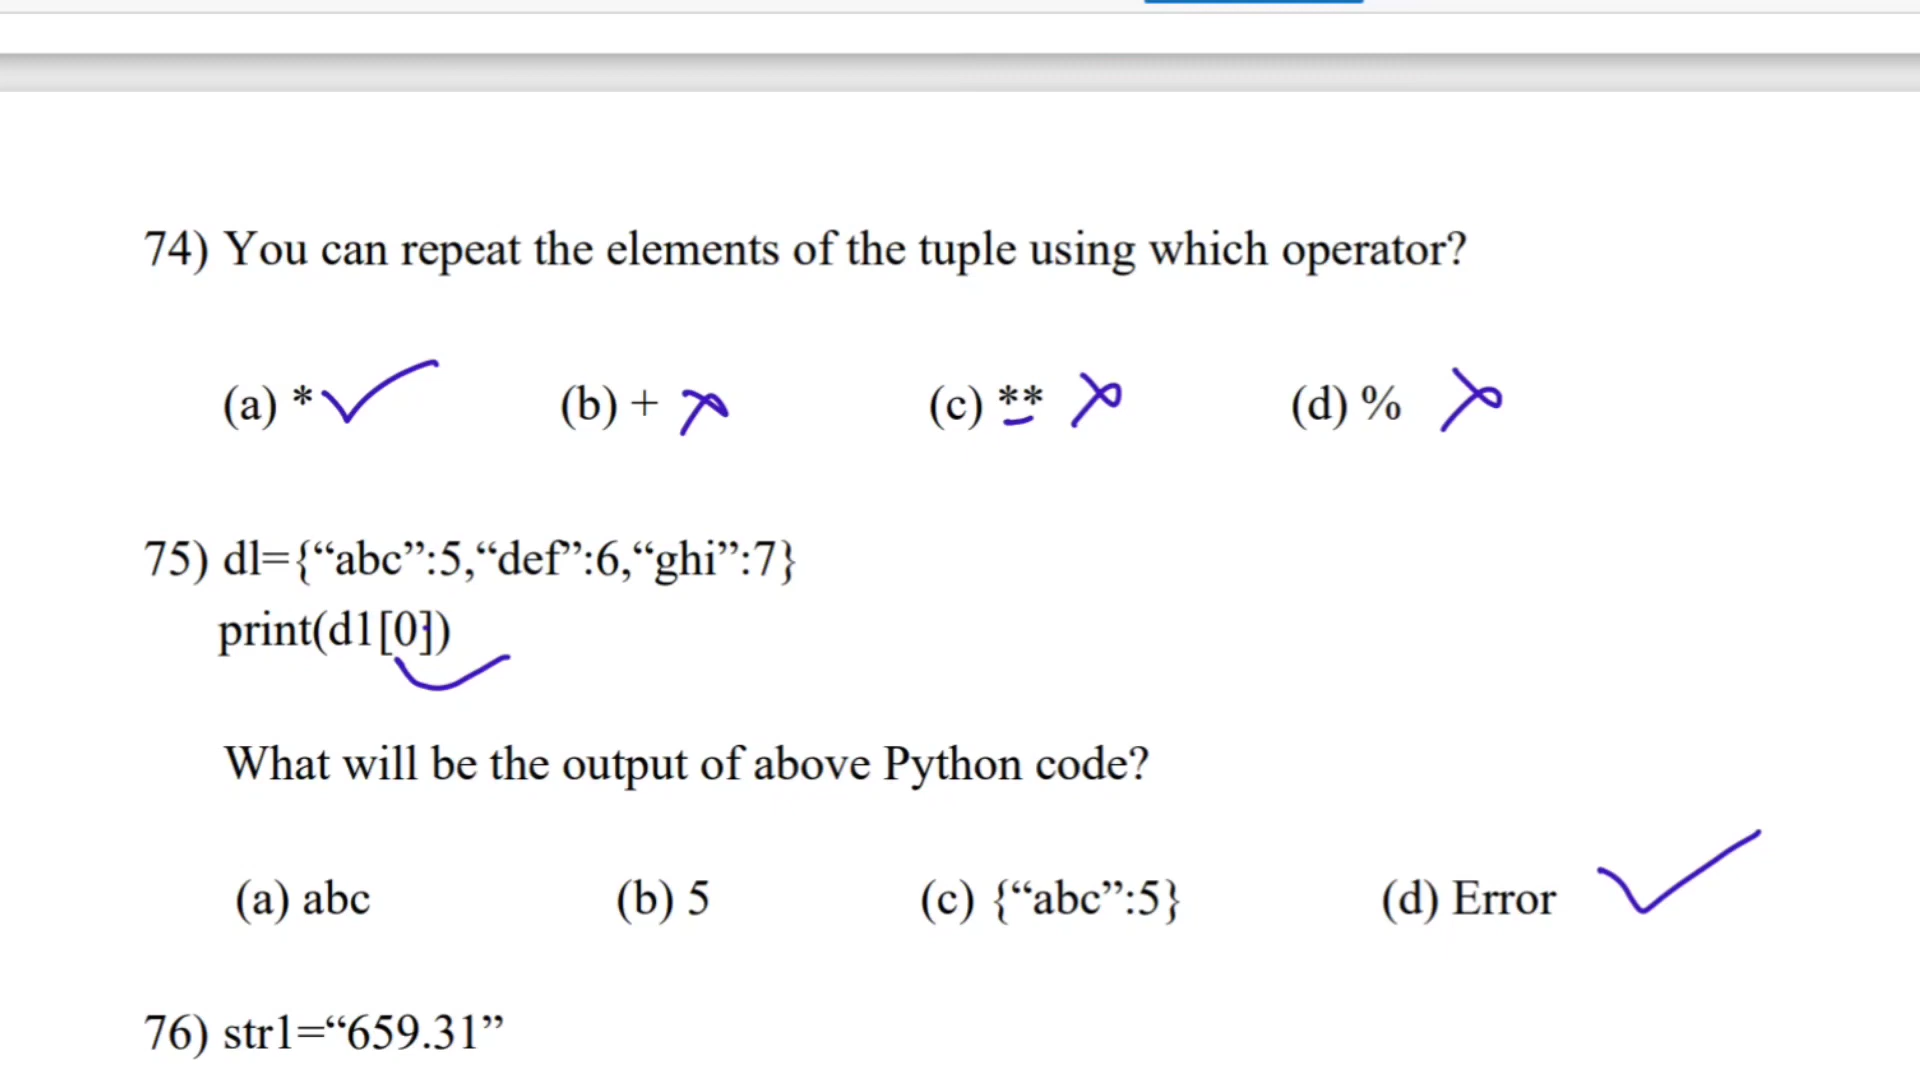 74) You can repeat the elements of the tuple using which operator?
(a) * (b) + (c) ** (d) %
75) dl={“abc”:5,“def”:6,“ghi”:7}
print(d1[0])
What will be the output of above Python code?
(a) abc (b) 5 (c) {“abc”:5} (d) Error
76) str1=“659.31”